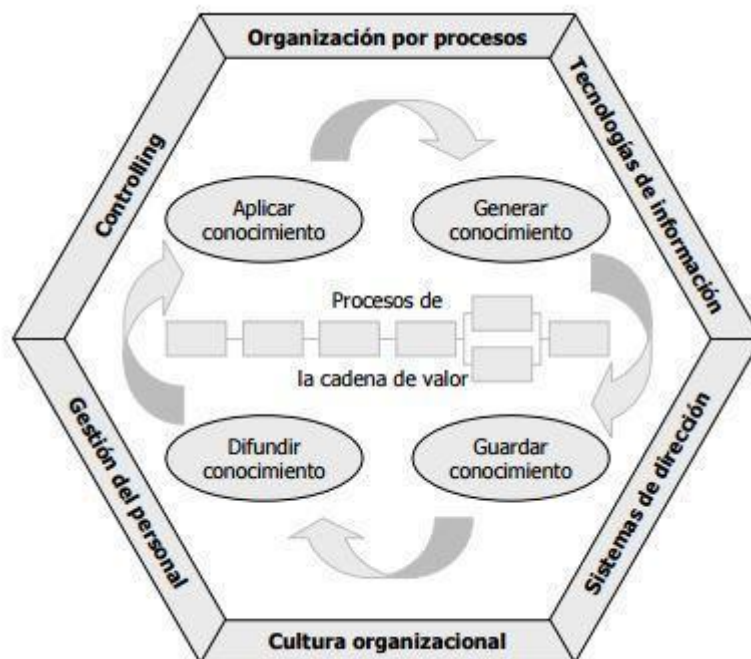 Organización por procesos
Tecnologías de información
Controlling
Aplicar
conocimiento
Generar
conocimiento
Procesos de
la cadena de valor
Difundir
conocimiento
Guardar
conocimiento
Gestión del personal
Sistemas de dirección
Cultura organizacional